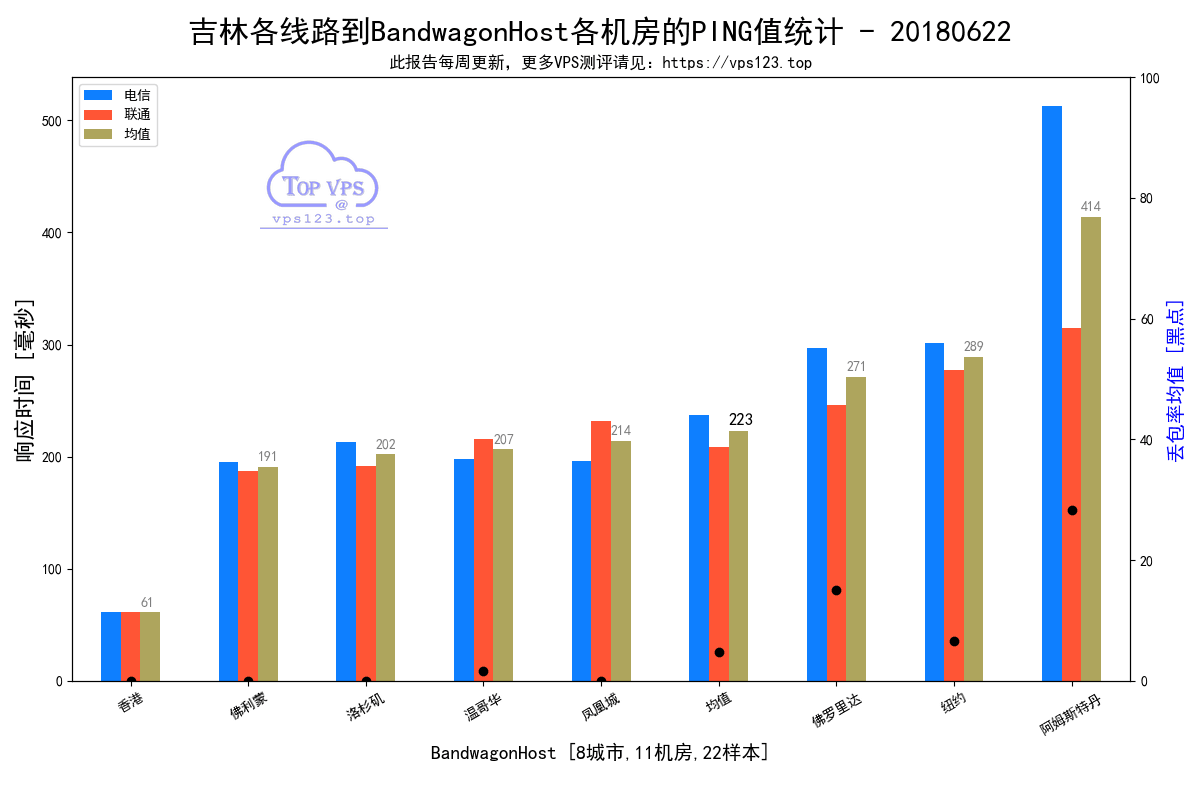 吉林各线路到BandwagonHost各机房的PING值统计 - 20180622
此报告每周更新，更多VPS测评请见：https://vps123.top
电信
联通
均值
TOP VPS
@
vps123.top
响应时间 [毫秒]
500
400
300
200
100
0
61
191
202
207
214
223
271
289
414
100
80
60
40
20
0
丢包率均值 [黑点]
香港
佛利蒙
洛杉矶
温哥华
凤凰城
均值
佛罗里达
纽约
阿姆斯特丹
BandwagonHost [8城市,11机房,22样本]